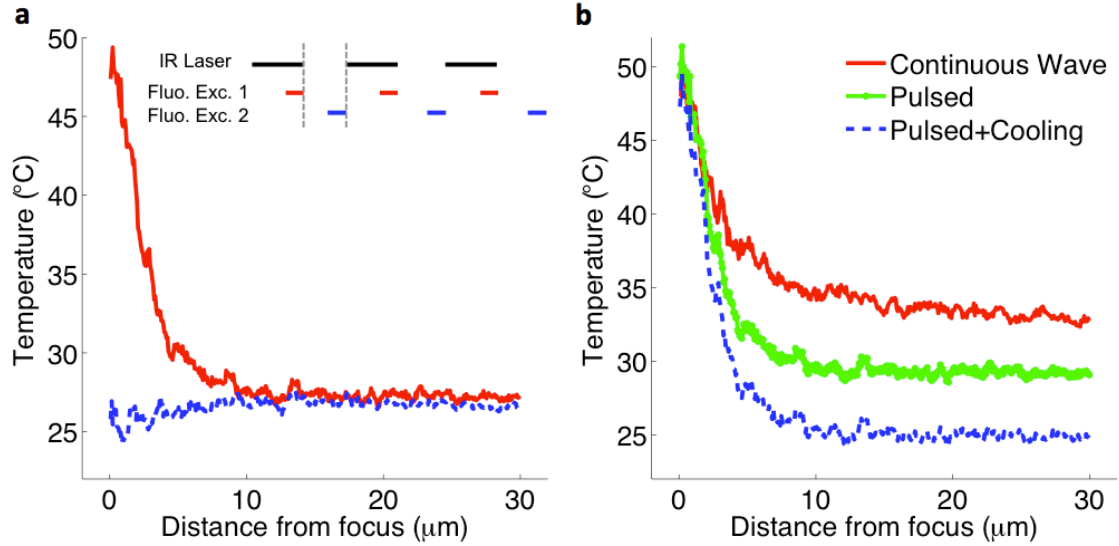 a
50
45
40
35
30
25
Temperature (°C)
IR Laser
Fluo. Exc. 1
Fluo. Exc. 2
0 10 20 30
Distance from focus (μm)
b
50
45
40
35
30
25
Temperature (°C)
Continuous Wave
Pulsed
Pulsed+Cooling
0 10 20 30
Distance from focus (μm)